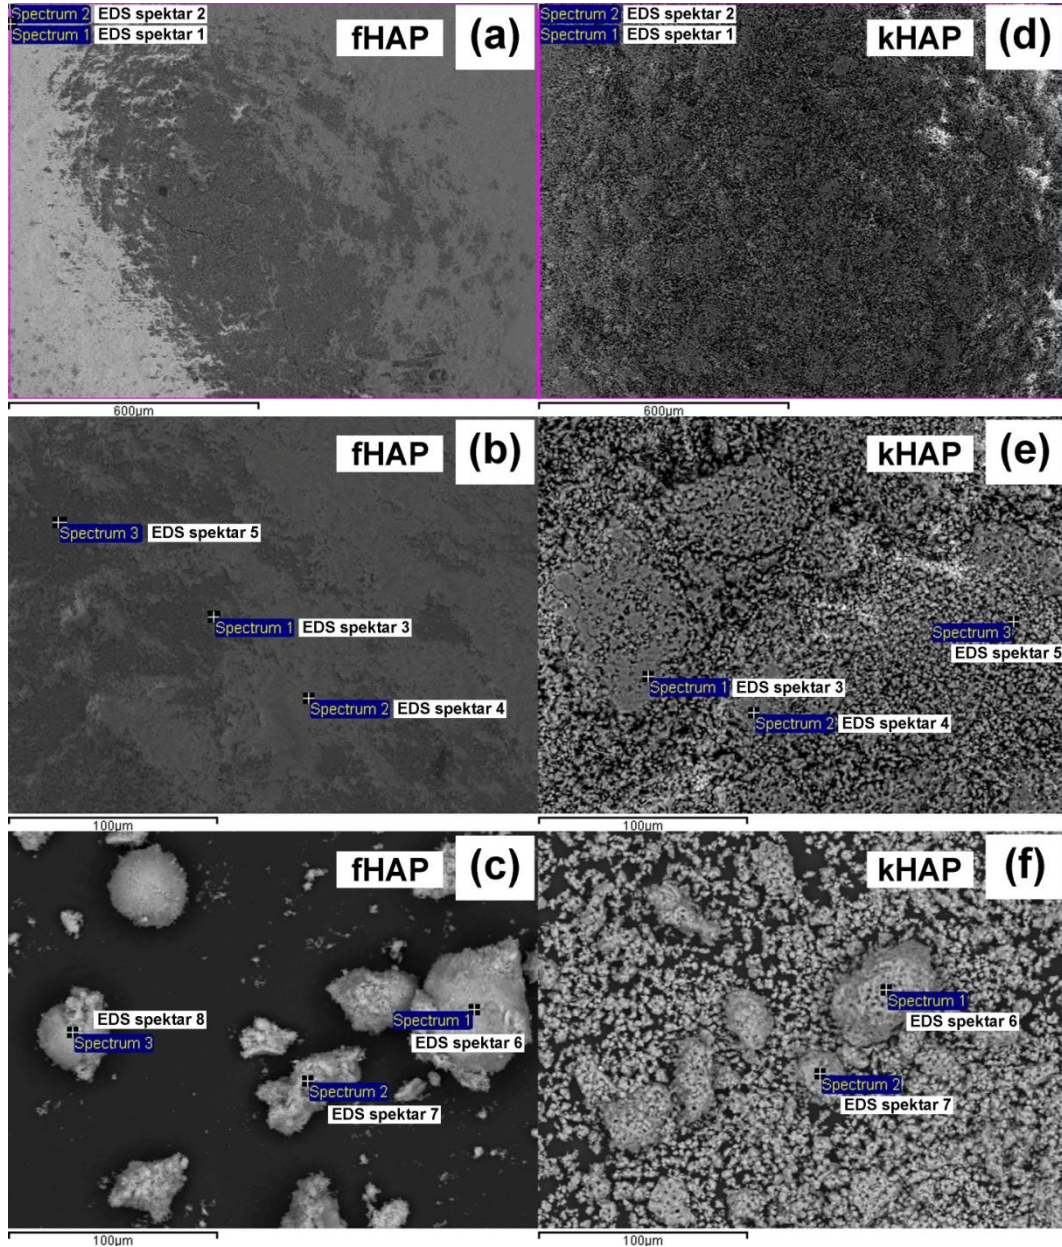 Spectrum 2 EDS spektar 2
Spectrum 1 EDS spektar 1
fHAP (a)
600µm
Spectrum 2 EDS spektar 2
Spectrum 1 EDS spektar 1
kHAP (d)
600µm
fHAP (b)
Spectrum 3 EDS spektar 5
Spectrum 1 EDS spektar 3
Spectrum 2 EDS spektar 4
100µm
kHAP (e)
Spectrum 3
EDS spektar 5
Spectrum 1 EDS spektar 3
Spectrum 2 EDS spektar 4
100µm
fHAP (c)
EDS spektar 8
Spectrum 3
Spectrum 1
EDS spektar 6
Spectrum 2
EDS spektar 7
100µm
kHAP (f)
Spectrum 1
EDS spektar 6
Spectrum 2
EDS spektar 7
100µm